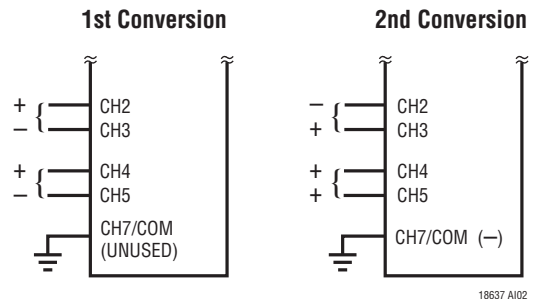 1st Conversion
+ { CH2
– CH3
+ { CH4
– CH5
CH7/COM
(UNUSED)
2nd Conversion
– { CH2
+ CH3
+ { CH4
+ CH5
CH7/COM (–)
18637 AI02